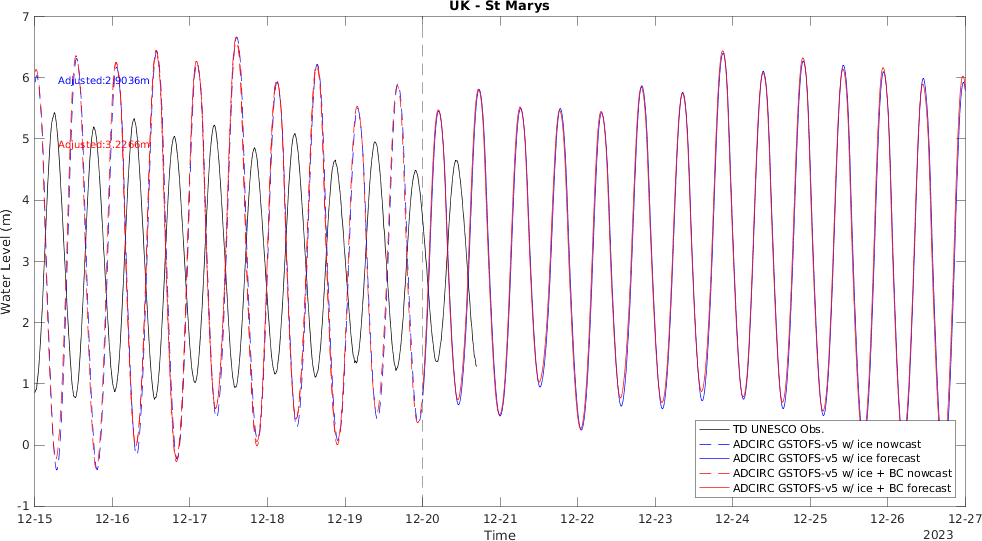 UK - St Marys
7
6
5
4
3
2
1
0
-1
Water Level (m)
Adjusted:2.9036m
Adjusted:3.2266m
TD UNESCO Obs.
ADCIRC GSTOFS-v5 w/ ice nowcast
ADCIRC GSTOFS-v5 w/ ice forecast
ADCIRC GSTOFS-v5 w/ ice + BC nowcast
ADCIRC GSTOFS-v5 w/ ice + BC forecast
12-15 12-16 12-17 12-18 12-19 12-20 12-21 12-22 12-23 12-24 12-25 12-26 12-27
Time 2023